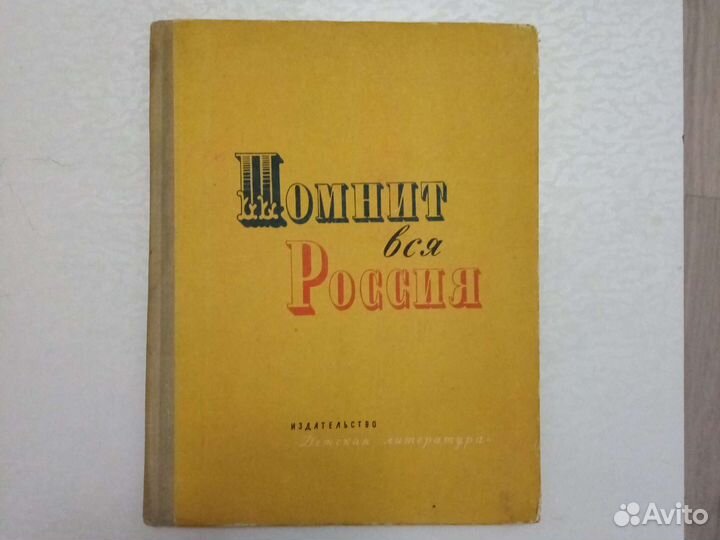 Помнит
вся
Россия
ИЗДАТЕЛЬСТВО
„Детская литература“
Avito